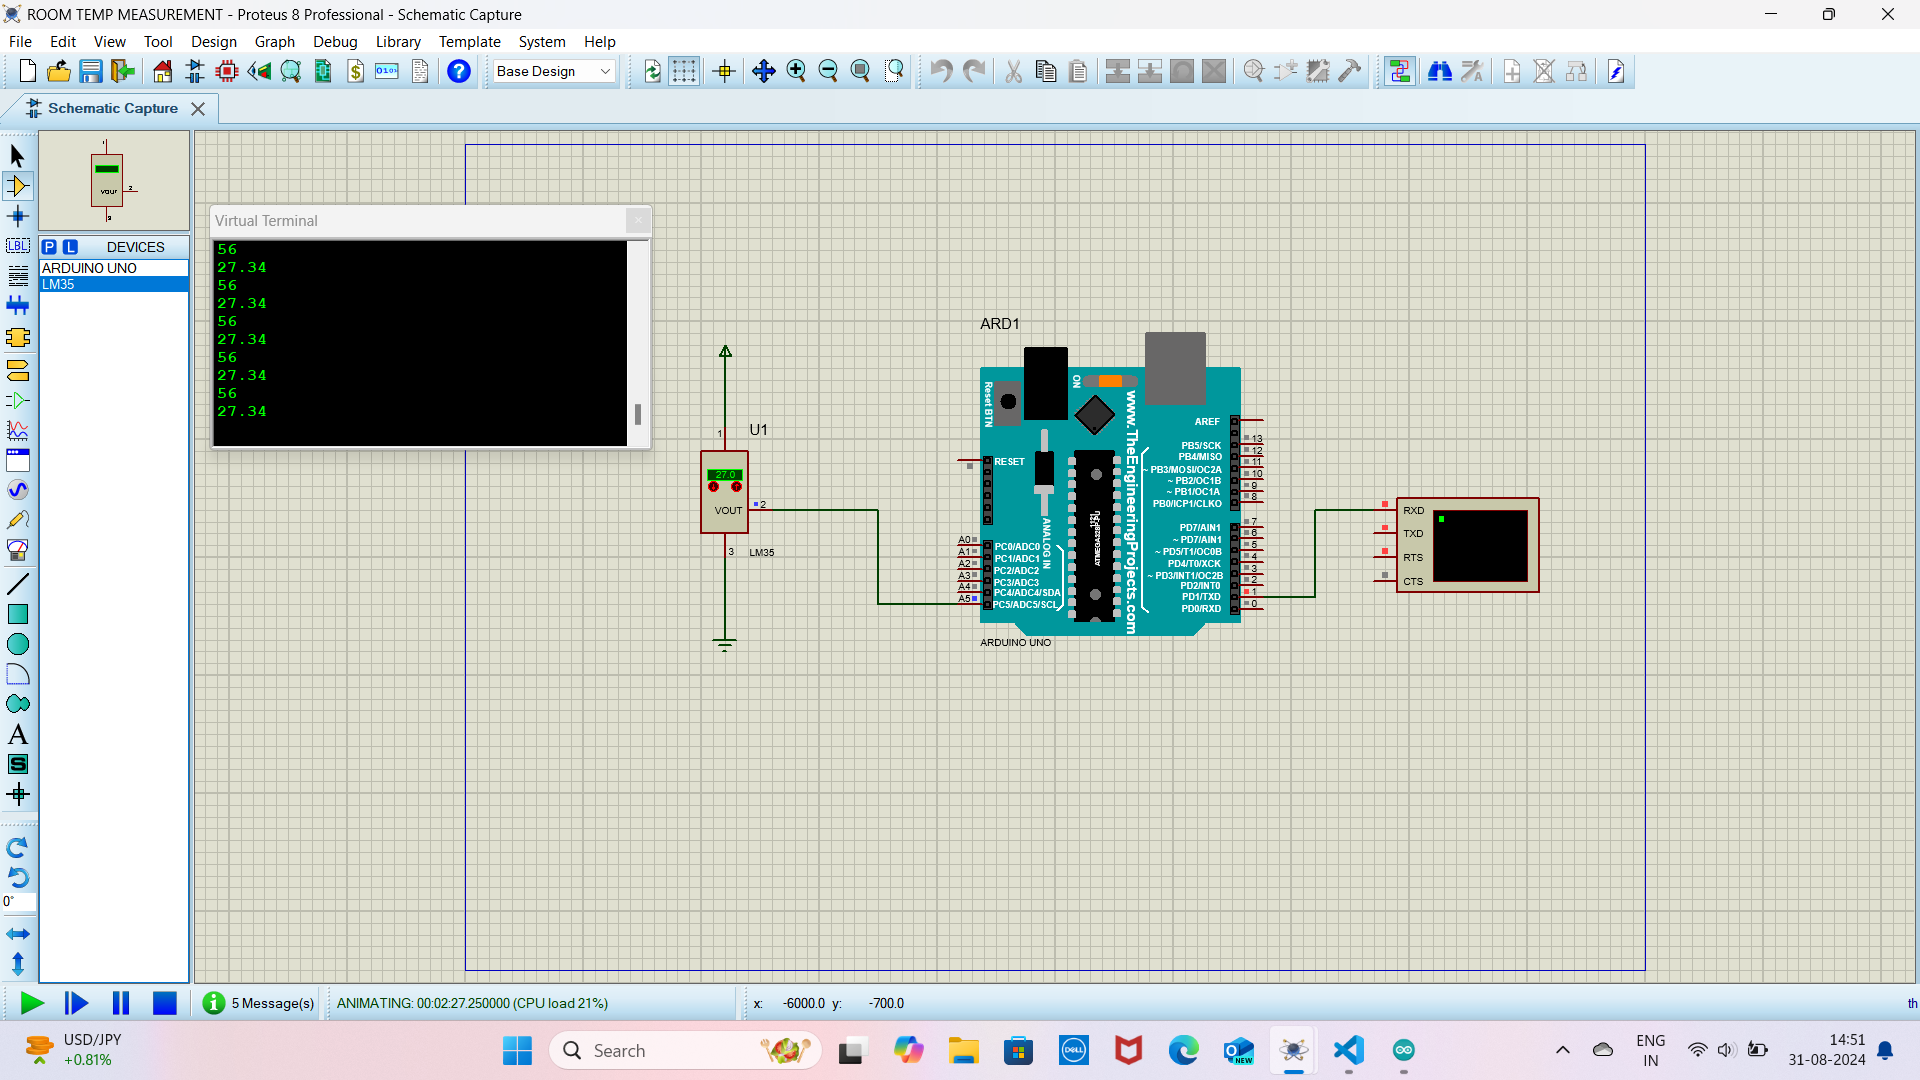 ROOM TEMP MEASUREMENT - Proteus 8 Professional - Schematic Capture
File Edit View Tool Design Graph Debug Library Template System Help
Base Design
Schematic Capture
1
VOUT 2
3
P L DEVICES
ARDUINO UNO
LM35
LBL
A
S
0°
Virtual Terminal
56
27.34
56
27.34
56
27.34
56
27.34
56
27.34
1
U1
27.0
VOUT
2
3
LM35
ARD1
Reset BTN
ON
www.TheEngineeringProjects.com
RESET
ANALOG IN
ATMEGA328P-PU
A0 PC0/ADC0
A1 PC1/ADC1
A2 PC2/ADC2
A3 PC3/ADC3
A4 PC4/ADC4/SDA
A5 PC5/ADC5/SCL
AREF
PB5/SCK 13
PB4/MISO 12
~ PB3/MOSI/OC2A 11
~ PB2/OC1B 10
~ PB1/OC1A 9
PB0/ICP1/CLKO 8
PD7/AIN1 7
~ PD7/AIN1 6
~ PD5/T1/OC0B 5
PD4/T0/XCK 4
~ PD3/INT1/OC2B 3
PD2/INT0 2
PD1/TXD 1
PD0/RXD 0
ARDUINO UNO
RXD
TXD
RTS
CTS
5 Message(s)
ANIMATING: 00:02:27.250000 (CPU load 21%)
x: -6000.0 y: -700.0
th
USD/JPY
+0.81%
Search
DELL
NEW
ENG
IN
14:51
31-08-2024